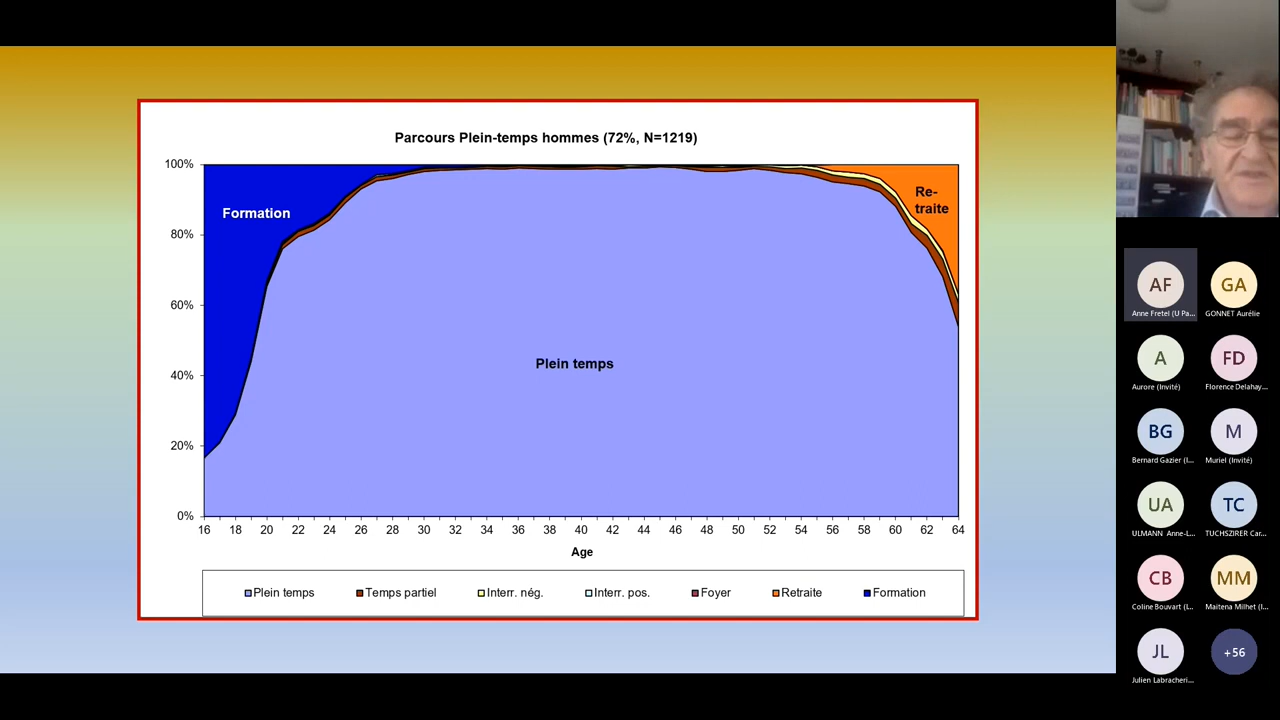 Parcours Plein-temps hommes (72%, N=1219)
100%
80%
60%
40%
20%
0%
Formation
Re-
traite
Plein temps
16 18 20 22 24 26 28 30 32 34 36 38 40 42 44 46 48 50 52 54 56 58 60 62 64
Age
Plein temps Temps partiel Interr. nég. Interr. pos. Foyer Retraite Formation
AF GA
Anne Fretel (U Pa... GONNET Aurélie
A FD
Aurore (Invité) Florence Delahay...
BG M
Bernard Gazier (I... Muriel (Invité)
UA TC
ULMANN Anne-L... TUCHSZIRER Car...
CB MM
Coline Bouvart (I... Maitena Milhet (I...
JL +56
Julien Labracheri...